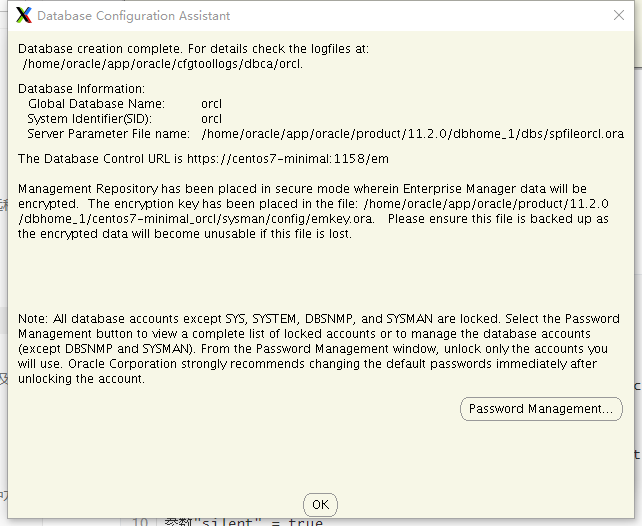 Database Configuration Assistant
Database creation complete. For details check the logfiles at:
/home/oracle/app/oracle/cfgtoollogs/dbca/orcl.
Database Information:
Global Database Name: orcl
System Identifier(SID): orcl
Server Parameter File name: /home/oracle/app/oracle/product/11.2.0/dbhome_1/dbs/spfileorcl.ora
The Database Control URL is https://centos7-minimal:1158/em
Management Repository has been placed in secure mode wherein Enterprise Manager data will be
encrypted. The encryption key has been placed in the file: /home/oracle/app/oracle/product/11.2.0
/dbhome_1/centos7-minimal_orcl/sysman/config/emkey.ora. Please ensure this file is backed up as
the encrypted data will become unusable if this file is lost.
Note: All database accounts except SYS, SYSTEM, DBSNMP, and SYSMAN are locked. Select the Password
Management button to view a complete list of locked accounts or to manage the database accounts
(except DBSNMP and SYSMAN). From the Password Management window, unlock only the accounts you
will use. Oracle Corporation strongly recommends changing the default passwords immediately after
unlocking the account.
Password Management...
OK
10 参数"silent" = true